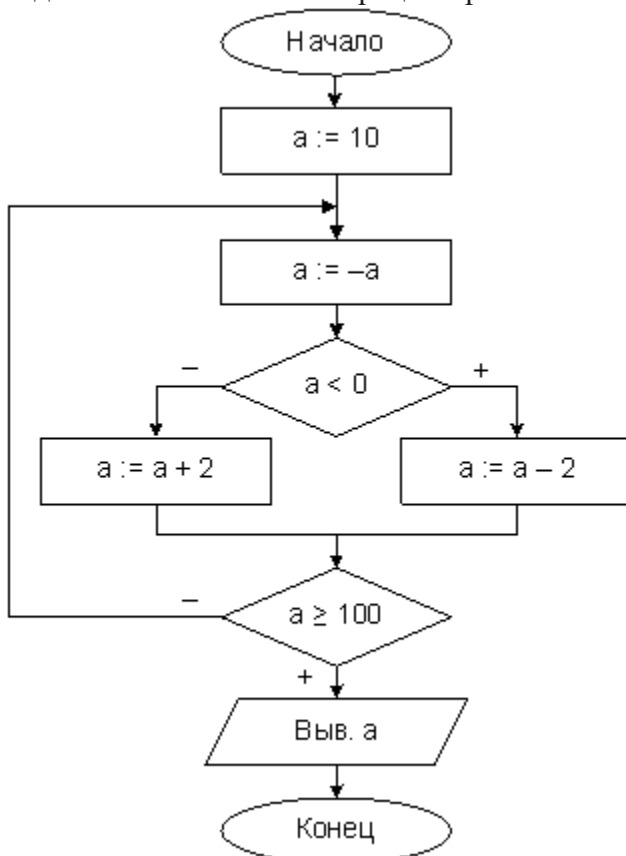 Начало
a := 10
a := –a
– a < 0 +
a := a + 2 a := a – 2
– a ≥ 100
+
Выв. a
Конец